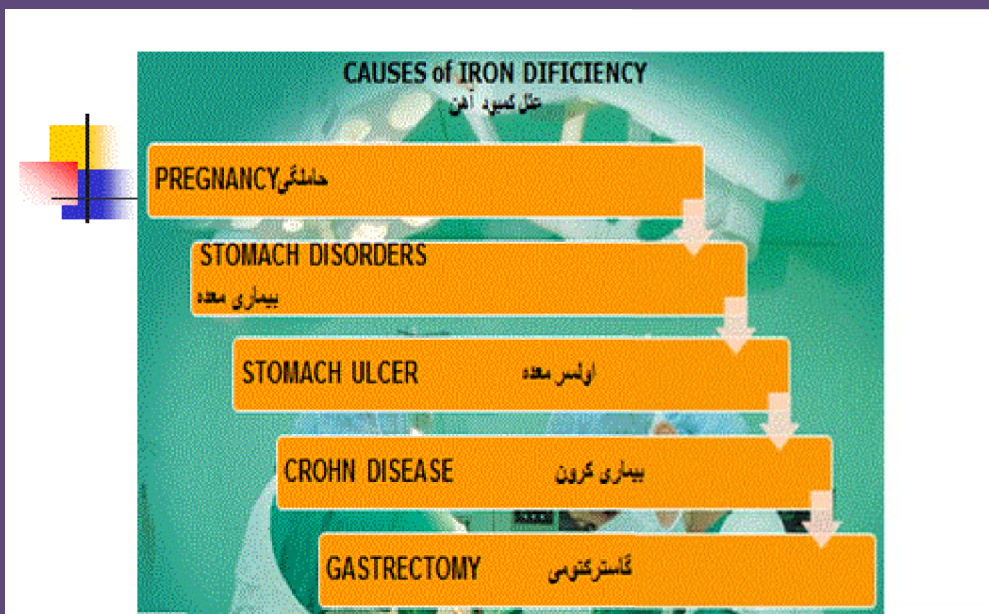 CAUSES of IRON DIFICIENCY
علل کمبود آهن
PREGNANCY حاملگی
STOMACH DISORDERS
بیماری معده
STOMACH ULCER اولسر معده
CROHN DISEASE بیماری کرون
GASTRECTOMY گاسترکتومی